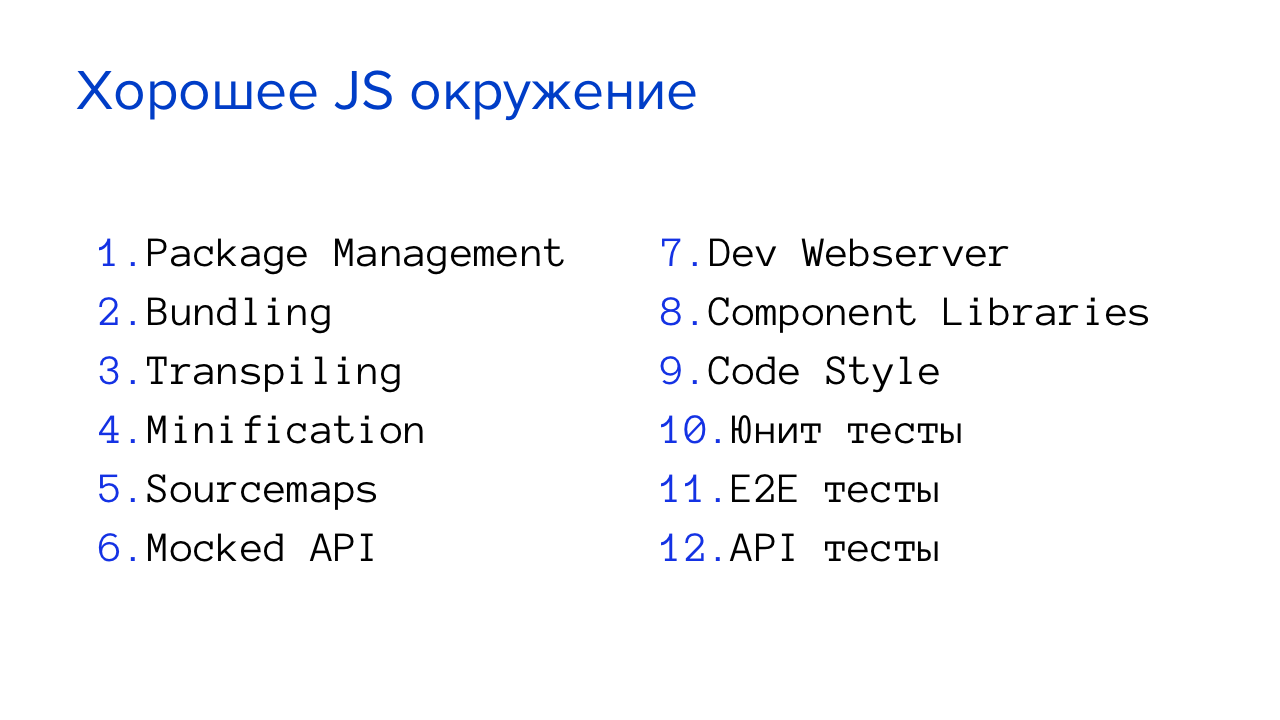 Хорошее JS окружение
1.Package Management
2.Bundling
3.Transpiling
4.Minification
5.Sourcemaps
6.Mocked API
7.Dev Webserver
8.Component Libraries
9.Code Style
10.Юнит тесты
11.E2E тесты
12.API тесты